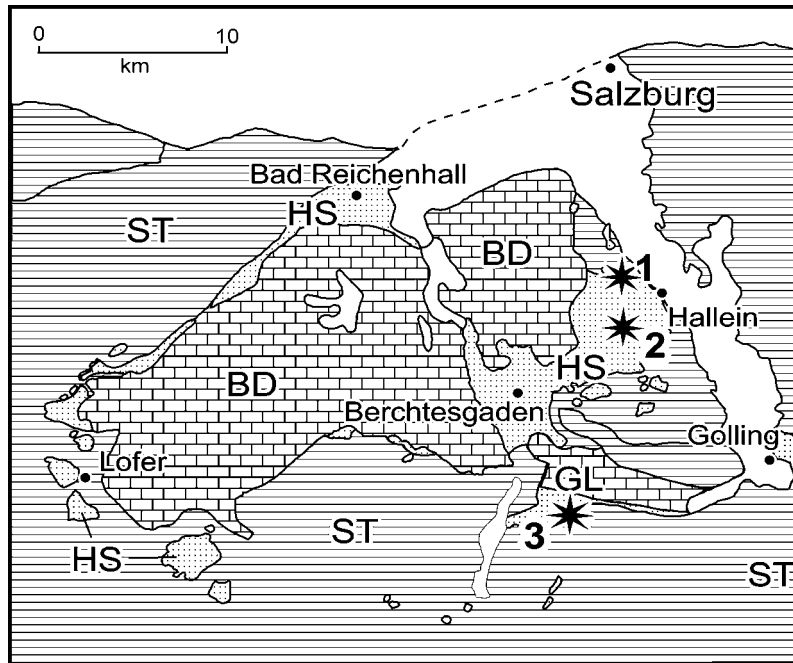 0 10
km
Salzburg
Bad Reichenhall
HS
ST
BD
1
Hallein
2
HS
BD
Berchtesgaden
Golling
Lofer
GL
3
ST
HS
ST